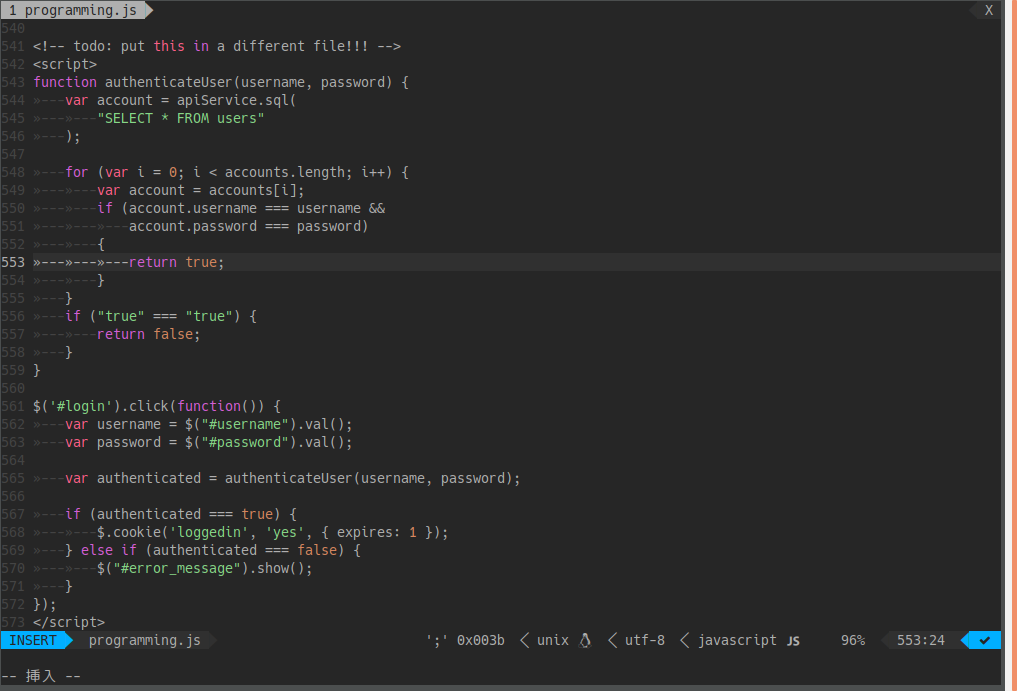 1 programming.js X
540
541 <!-- todo: put this in a different file!!! -->
542 <script>
543 function authenticateUser(username, password) {
544 »---var account = apiService.sql(
545 »---»---"SELECT * FROM users"
546 »---);
547
548 »---for (var i = 0; i < accounts.length; i++) {
549 »---»---var account = accounts[i];
550 »---»---if (account.username === username &&
551 »---»---»---account.password === password)
552 »---»---{
553 »---»---»---return true;
554 »---»---}
555 »---}
556 »---if ("true" === "true") {
557 »---»---return false;
558 »---}
559 }
560
561 $('#login').click(function()) {
562 »---var username = $("#username").val();
563 »---var password = $("#password").val();
564
565 »---var authenticated = authenticateUser(username, password);
566
567 »---if (authenticated === true) {
568 »---»---$.cookie('loggedin', 'yes', { expires: 1 });
569 »---} else if (authenticated === false) {
570 »---»---$("#error_message").show();
571 »---}
572 });
573 </script>
INSERT programming.js ';' 0x003b unix utf-8 javascript JS 96% 553:24 ✔
-- 挿入 --